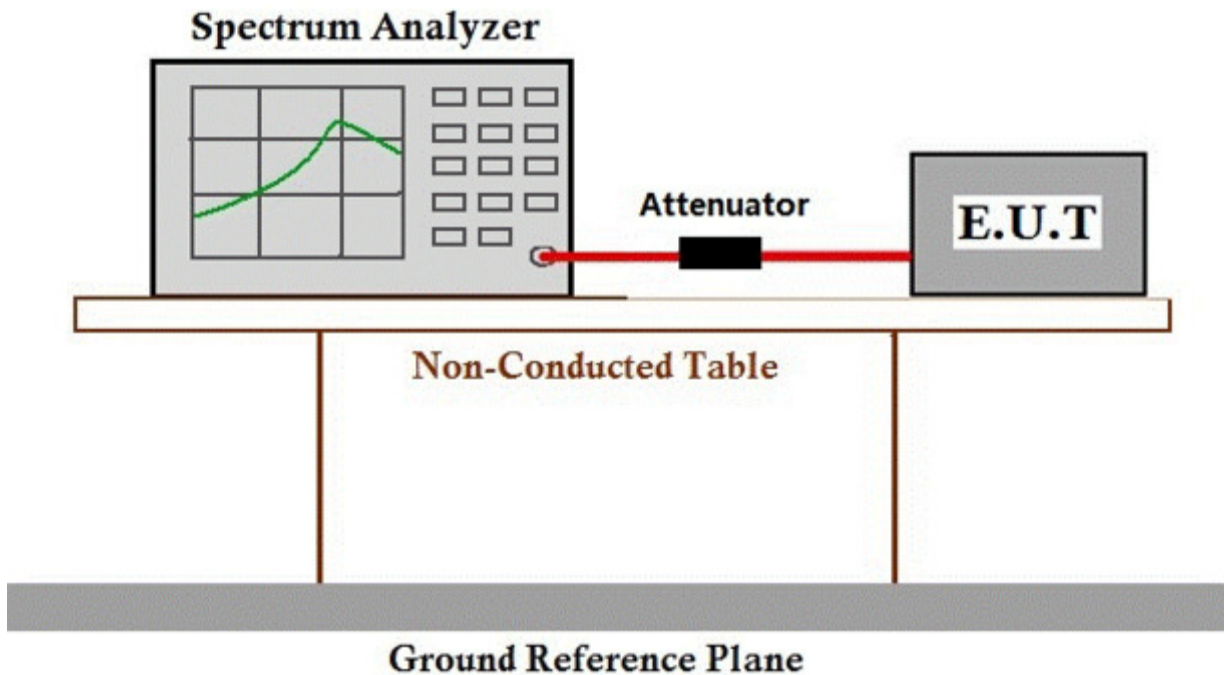 Spectrum Analyzer
Attenuator
E.U.T
Non-Conducted Table
Ground Reference Plane